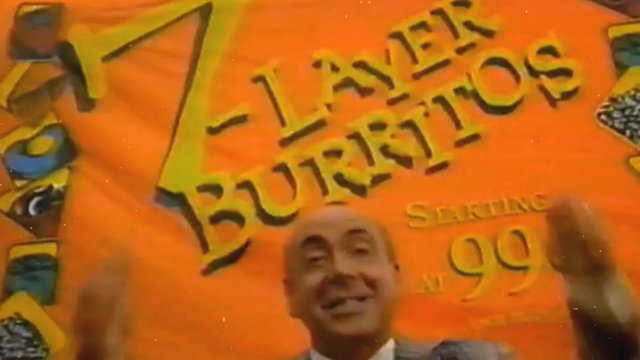 7-LAYER
BURRITOS
STARTING
AT 99